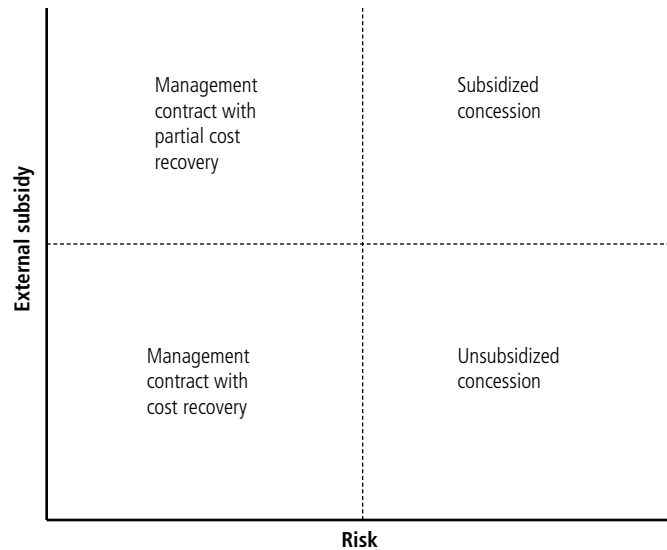 Management
contract with
partial cost
recovery
Subsidized
concession
External subsidy
Management
contract with
cost recovery
Unsubsidized
concession
Risk